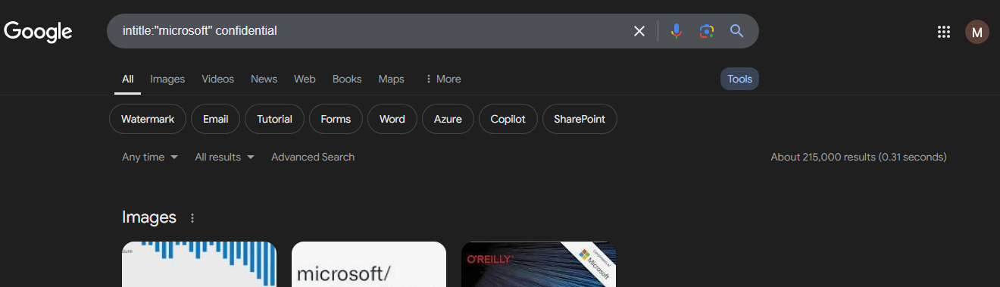 Google
intitle:"microsoft" confidential
M
All Images Videos News Web Books Maps More Tools
Watermark Email Tutorial Forms Word Azure Copilot SharePoint
Any time All results Advanced Search About 215,000 results (0.31 seconds)
Images
microsoft/
O'REILLY®
Microsoft